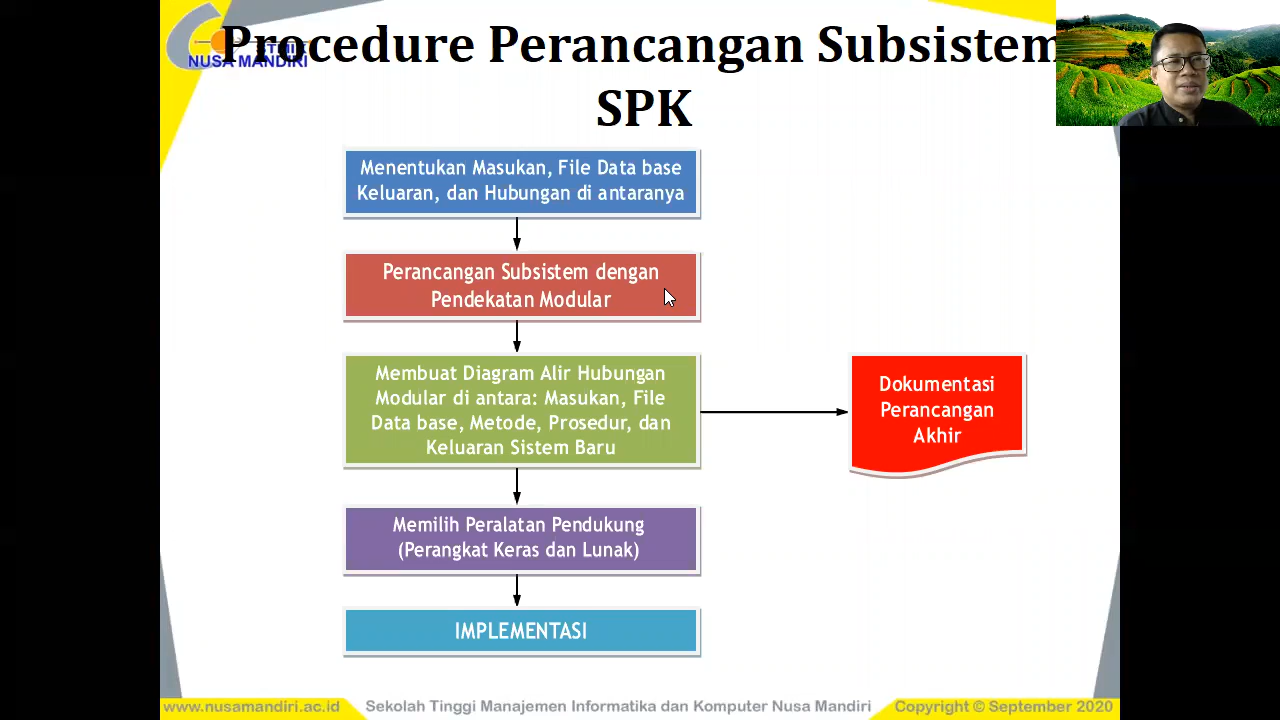 Procedure Perancangan Subsistem
SPK
NUSA MANDIRI
Menentukan Masukan, File Data base
Keluaran, dan Hubungan di antaranya
Perancangan Subsistem dengan
Pendekatan Modular
Membuat Diagram Alir Hubungan
Modular di antara: Masukan, File
Data base, Metode, Prosedur, dan
Keluaran Sistem Baru
Dokumentasi
Perancangan
Akhir
Memilih Peralatan Pendukung
(Perangkat Keras dan Lunak)
IMPLEMENTASI
www.nusamandiri.ac.id
Sekolah Tinggi Manajemen Informatika dan Komputer Nusa Mandiri
Copyright © September 2020